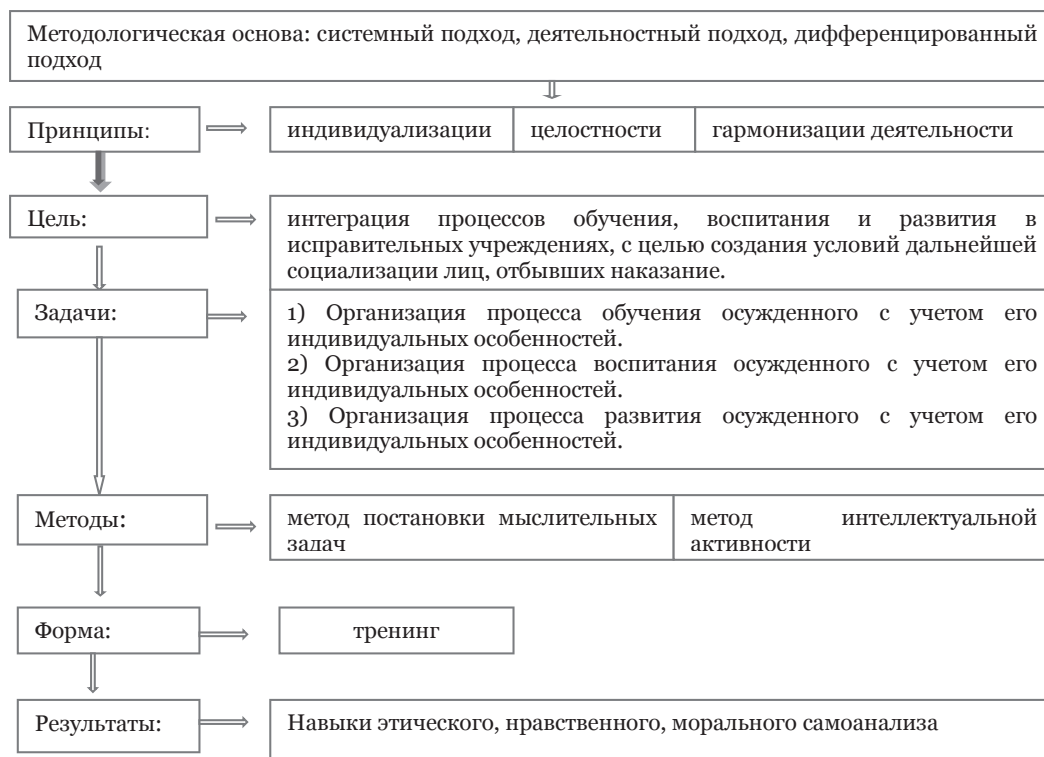 Методологическая основа: системный подход, деятельностный подход, дифференцированный
подход
Принципы:
индивидуализации
целостности
гармонизации деятельности
Цель:
интеграция процессов обучения, воспитания и развития в
исправительных учреждениях, с целью создания условий дальнейшей
социализации лиц, отбывших наказание.
Задачи:
1) Организация процесса обучения осужденного с учетом его
индивидуальных особенностей.
2) Организация процесса воспитания осужденного с учетом его
индивидуальных особенностей.
3) Организация процесса развития осужденного с учетом его
индивидуальных особенностей.
Методы:
метод постановки мыслительных
задач
метод интеллектуальной
активности
Форма:
тренинг
Результаты:
Навыки этического, нравственного, морального самоанализа